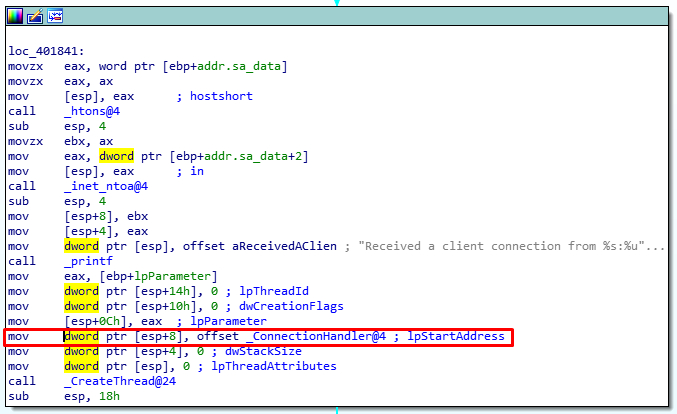 loc_401841:
movzx eax, word ptr [ebp+addr.sa_data]
movzx eax, ax
mov [esp], eax ; hostshort
call _htons@4
sub esp, 4
movzx ebx, ax
mov eax, dword ptr [ebp+addr.sa_data+2]
mov [esp], eax ; in
call _inet_ntoa@4
sub esp, 4
mov [esp+8], ebx
mov [esp+4], eax
mov dword ptr [esp], offset aReceivedAClien ; "Received a client connection from %s:%u"...
call _printf
mov eax, [ebp+lpParameter]
mov dword ptr [esp+14h], 0 ; lpThreadId
mov dword ptr [esp+10h], 0 ; dwCreationFlags
mov [esp+0Ch], eax ; lpParameter
mov dword ptr [esp+8], offset _ConnectionHandler@4 ; lpStartAddress
mov dword ptr [esp+4], 0 ; dwStackSize
mov dword ptr [esp], 0 ; lpThreadAttributes
call _CreateThread@24
sub esp, 18h